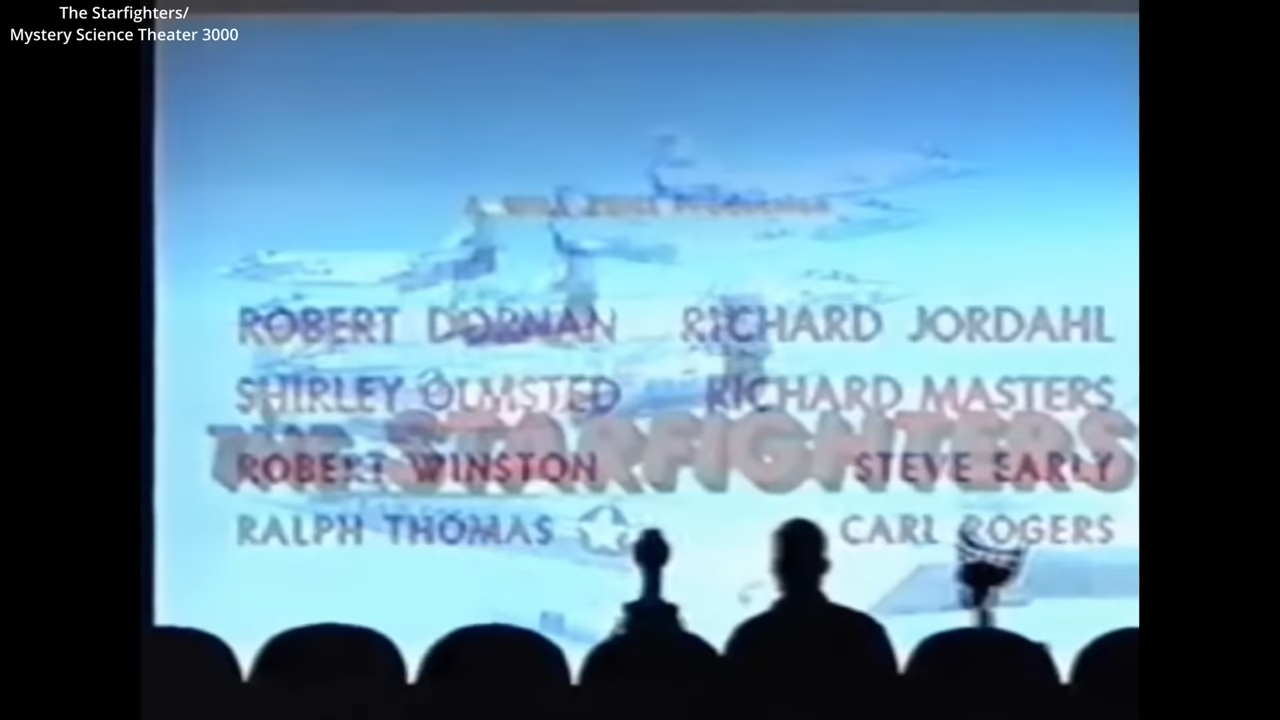 The Starfighters/
Mystery Science Theater 3000
ROBERT DORNAN RICHARD JORDAHL
SHIRLEY OLMSTED RICHARD MASTERS
THE STARFIGHTERS
ROBERT WINSTON STEVE EARLY
RALPH THOMAS CARL ROGERS